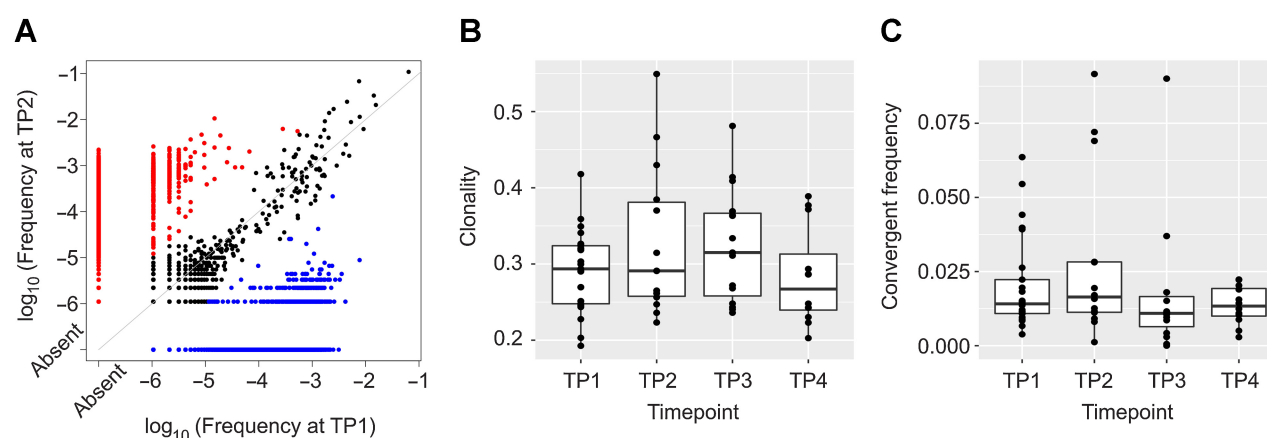 A
log10 (Frequency at TP2)
−1
−2
−3
−4
−5
−6
Absent
Absent
−6 −5 −4 −3 −2 −1
log10 (Frequency at TP1)
B
Clonality
0.5
0.4
0.3
0.2
TP1 TP2 TP3 TP4
Timepoint
C
Convergent frequency
0.075
0.050
0.025
0.000
TP1 TP2 TP3 TP4
Timepoint